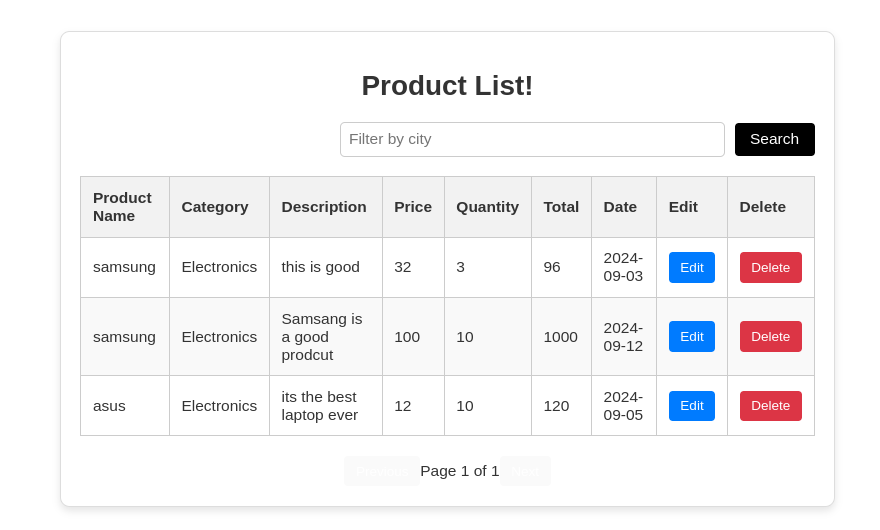 Product List!
Filter by city
Search
Product Name Category Description Price Quantity Total Date Edit Delete
samsung Electronics this is good 32 3 96 2024-09-03 Edit Delete
samsung Electronics Samsang is a good prodcut 100 10 1000 2024-09-12 Edit Delete
asus Electronics its the best laptop ever 12 10 120 2024-09-05 Edit Delete
Page 1 of 1